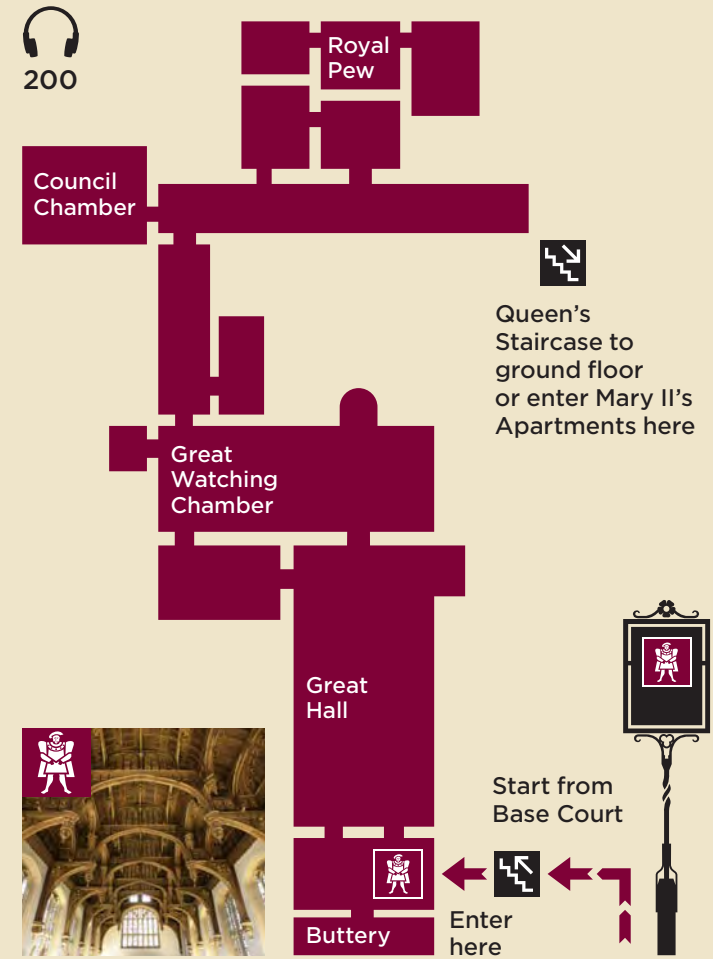 200
Royal
Pew
Council
Chamber
Queen's
Staircase to
ground floor
or enter Mary II's
Apartments here
Great
Watching
Chamber
Great
Hall
Start from
Base Court
Enter
here
Buttery